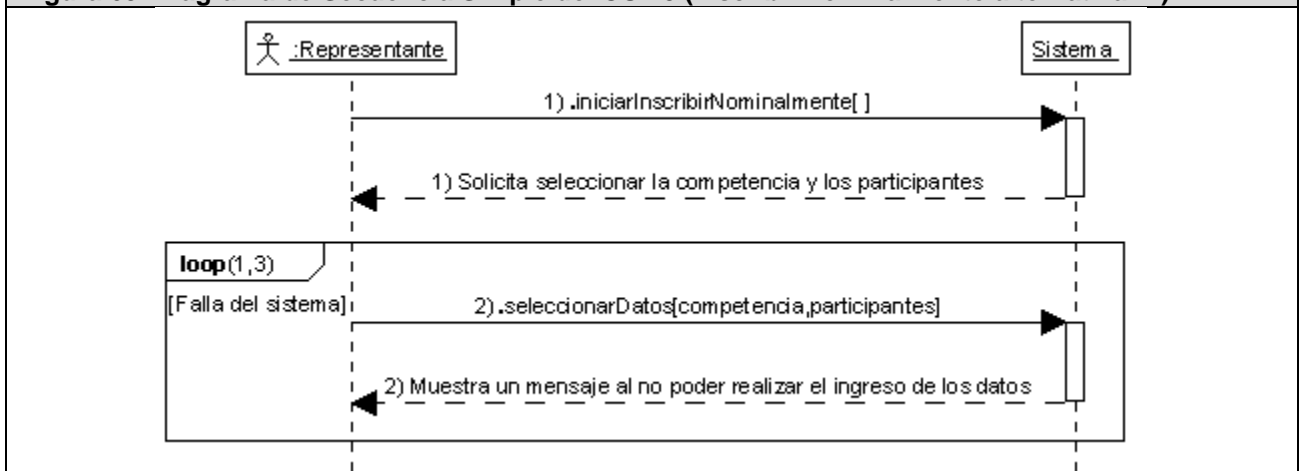 :Representante
Sistema
1) .iniciarInscribirNominalmente[ ]
1) Solicita seleccionar la competencia y los participantes
loop(1,3)
[Falla del sistema]
2).seleccionarDatos[competencia,participantes]
2) Muestra un mensaje al no poder realizar el ingreso de los datos